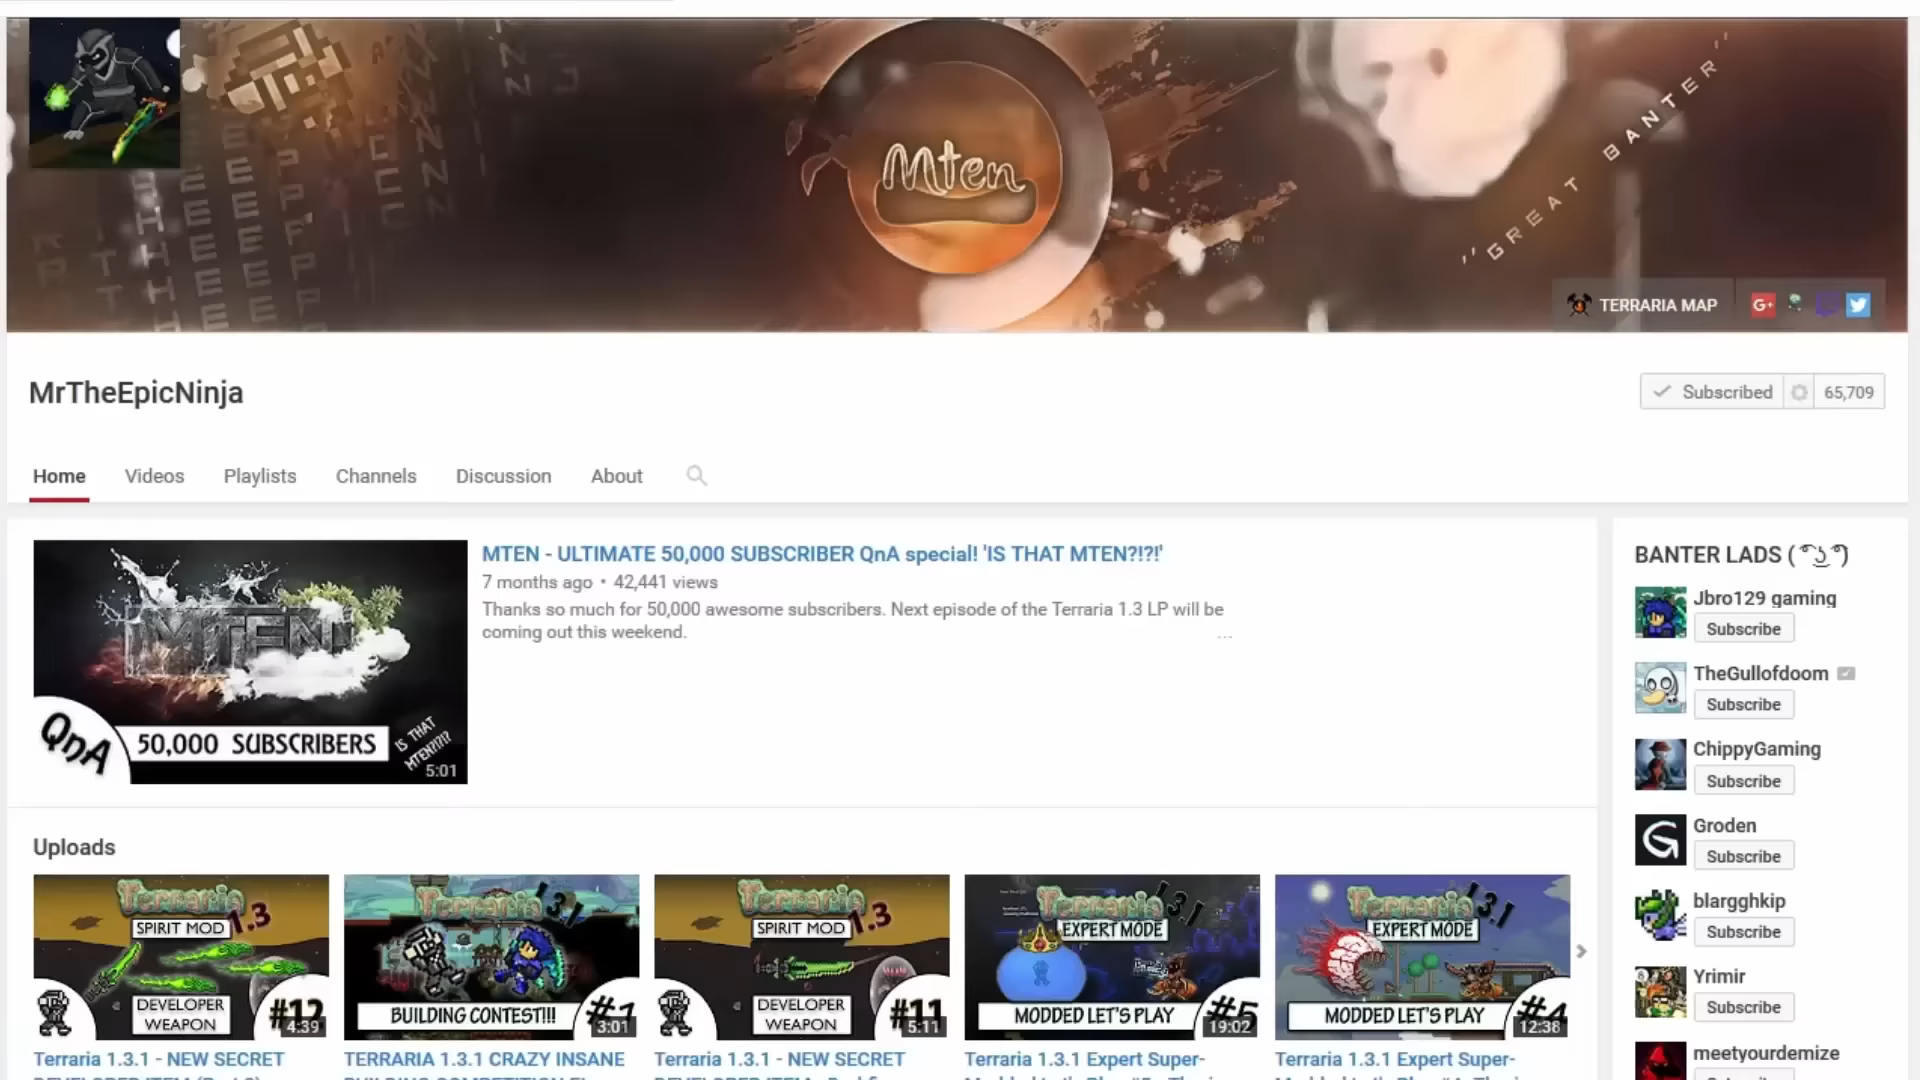 Mten
"GREAT BANTER"
TERRARIA MAP
G+
MrTheEpicNinja
Subscribed 65,709
Home Videos Playlists Channels Discussion About
MTEN
QnA
50,000 SUBSCRIBERS
IS THAT
MTEN?!?!?
5:01
MTEN - ULTIMATE 50,000 SUBSCRIBER QnA special! 'IS THAT MTEN?!?!'
7 months ago • 42,441 views
Thanks so much for 50,000 awesome subscribers. Next episode of the Terraria 1.3 LP will be
coming out this weekend.
...
Uploads
Terraria 1.3
SPIRIT MOD
DEVELOPER
WEAPON
#12
4:39
Terraria 1.3.1 - NEW SECRET
Terraria 1.3.1
BUILDING CONTEST!!!
#1
3:01
TERRARIA 1.3.1 CRAZY INSANE
Terraria 1.3
SPIRIT MOD
DEVELOPER
WEAPON
#11
5:11
Terraria 1.3.1 - NEW SECRET
Terraria 1.3.1
EXPERT MODE
MODDED LET'S PLAY
#5
19:02
Terraria 1.3.1 Expert Super-
Terraria 1.3.1
EXPERT MODE
MODDED LET'S PLAY
#4
12:38
Terraria 1.3.1 Expert Super-
BANTER LADS ( ͡° ͜ʖ ͡°)
Jbro129 gaming
Subscribe
TheGullofdoom
Subscribe
ChippyGaming
Subscribe
Groden
Subscribe
blargghkip
Subscribe
Yrimir
Subscribe
meetyourdemize